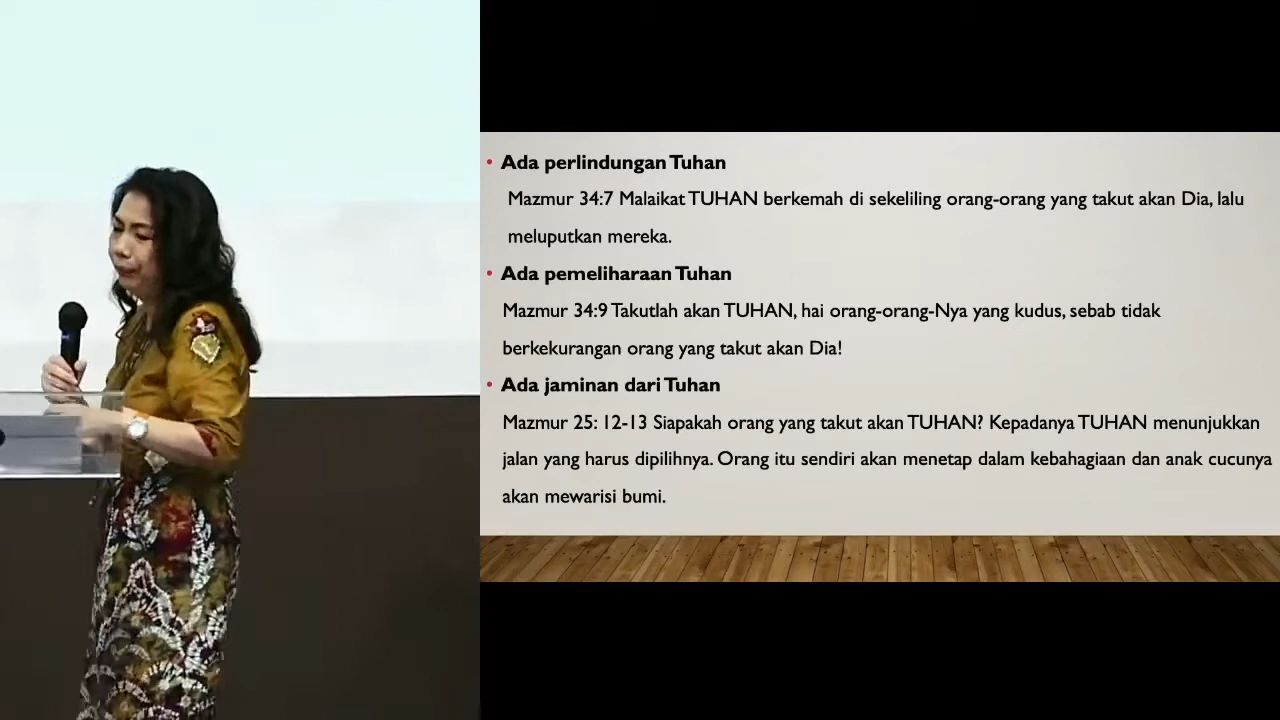 • Ada perlindungan Tuhan
Mazmur 34:7 Malaikat TUHAN berkemah di sekeliling orang-orang yang takut akan Dia, lalu
meluputkan mereka.
• Ada pemeliharaan Tuhan
Mazmur 34:9 Takutlah akan TUHAN, hai orang-orang-Nya yang kudus, sebab tidak
berkekurangan orang yang takut akan Dia!
• Ada jaminan dari Tuhan
Mazmur 25: 12-13 Siapakah orang yang takut akan TUHAN? Kepadanya TUHAN menunjukkan
jalan yang harus dipilihnya. Orang itu sendiri akan menetap dalam kebahagiaan dan anak cucunya
akan mewarisi bumi.